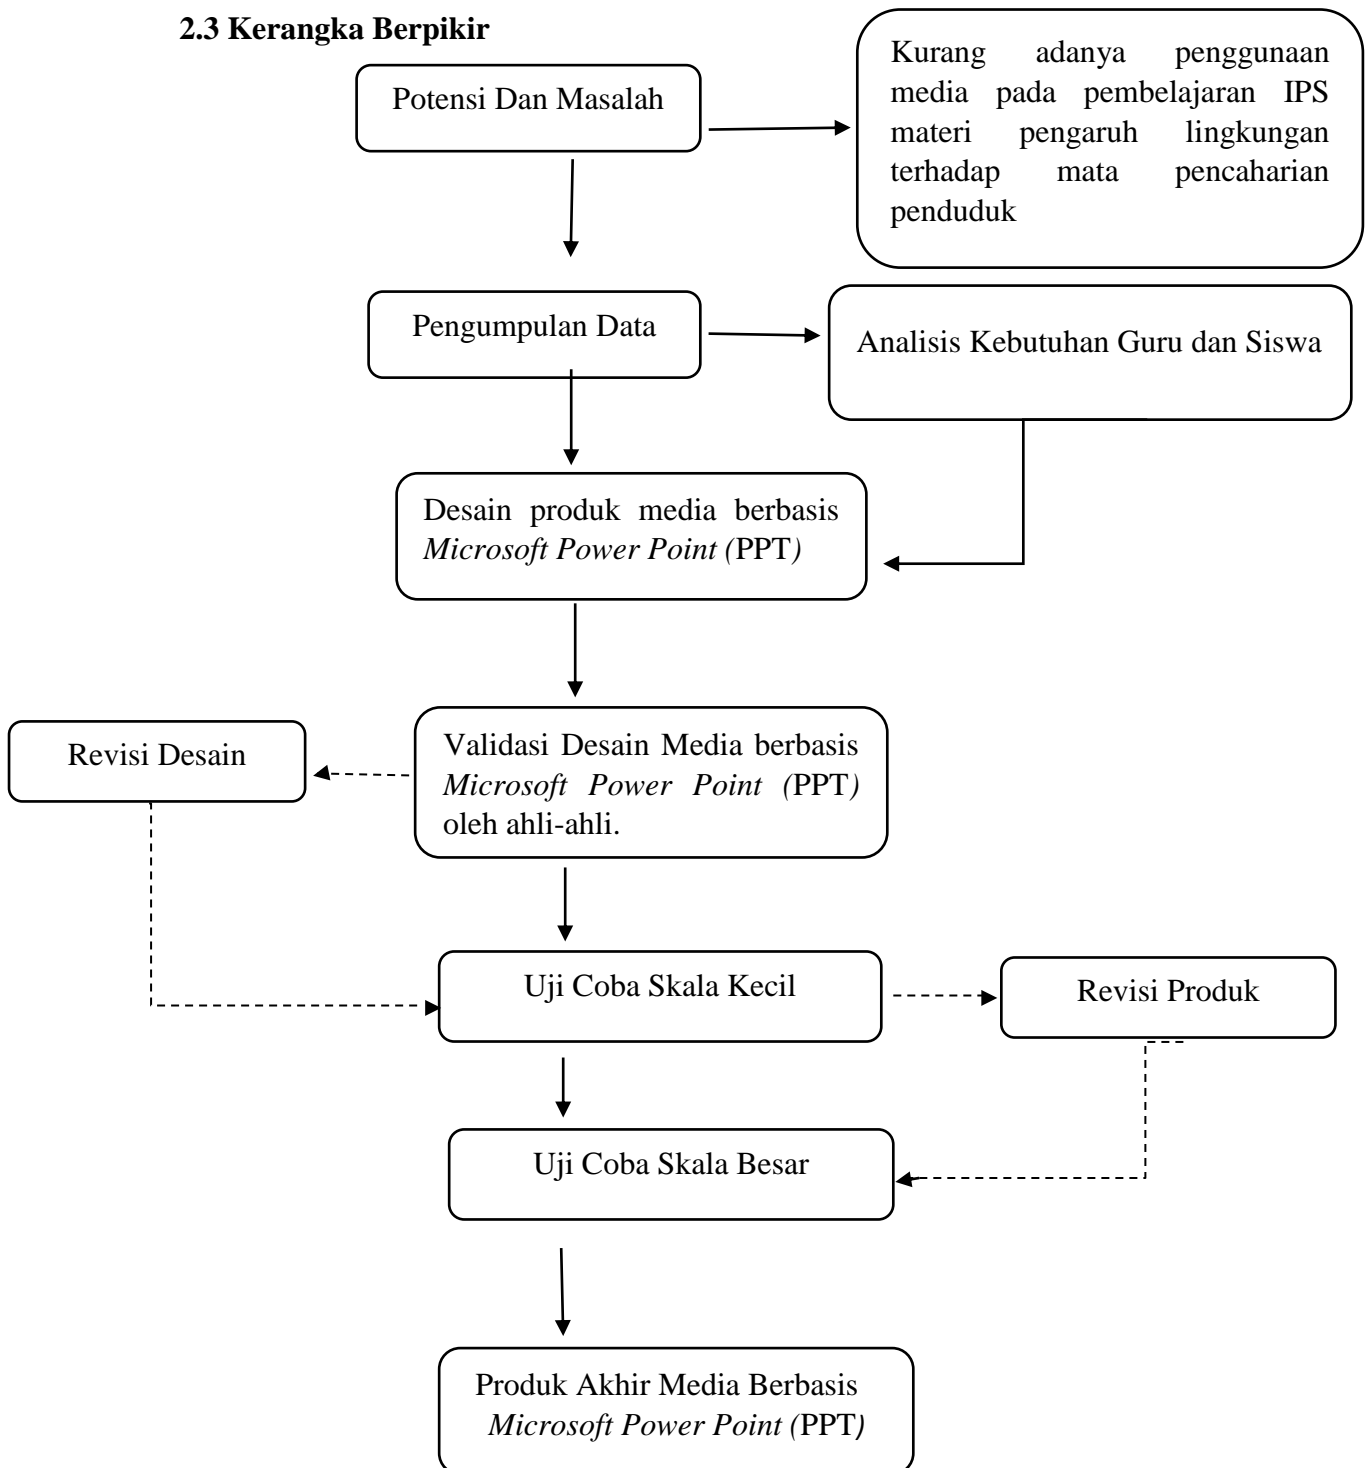 2.3 Kerangka Berpikir
Potensi Dan Masalah
Kurang adanya penggunaan
media pada pembelajaran IPS
materi pengaruh lingkungan
terhadap mata pencaharian
penduduk
Pengumpulan Data
Analisis Kebutuhan Guru dan Siswa
Desain produk media berbasis
Microsoft Power Point (PPT)
Revisi Desain
Validasi Desain Media berbasis
Microsoft Power Point (PPT)
oleh ahli-ahli.
Uji Coba Skala Kecil
Revisi Produk
Uji Coba Skala Besar
Produk Akhir Media Berbasis
Microsoft Power Point (PPT)